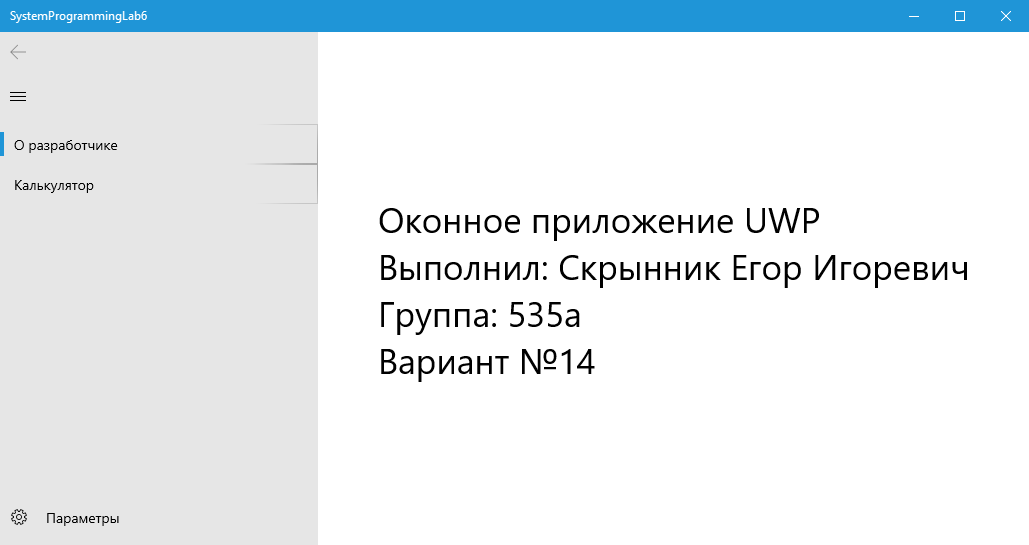 SystemProgrammingLab6
О разработчике
Калькулятор
Параметры
Оконное приложение UWP
Выполнил: Скрынник Егор Игоревич
Группа: 535а
Вариант №14